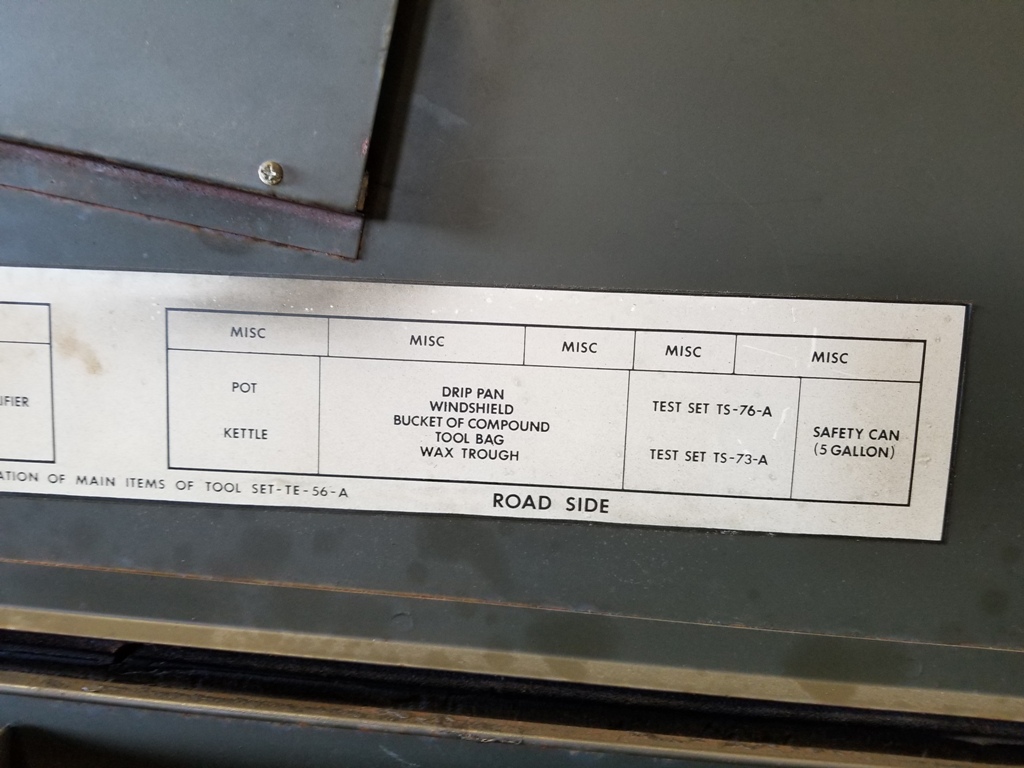 MISC MISC MISC MISC MISC
IFIER
POT
KETTLE
DRIP PAN
WINDSHIELD
BUCKET OF COMPOUND
TOOL BAG
WAX TROUGH
TEST SET TS-76-A
TEST SET TS-73-A
SAFETY CAN
(5 GALLON)
ATION OF MAIN ITEMS OF TOOL SET-TE-56-A
ROAD SIDE